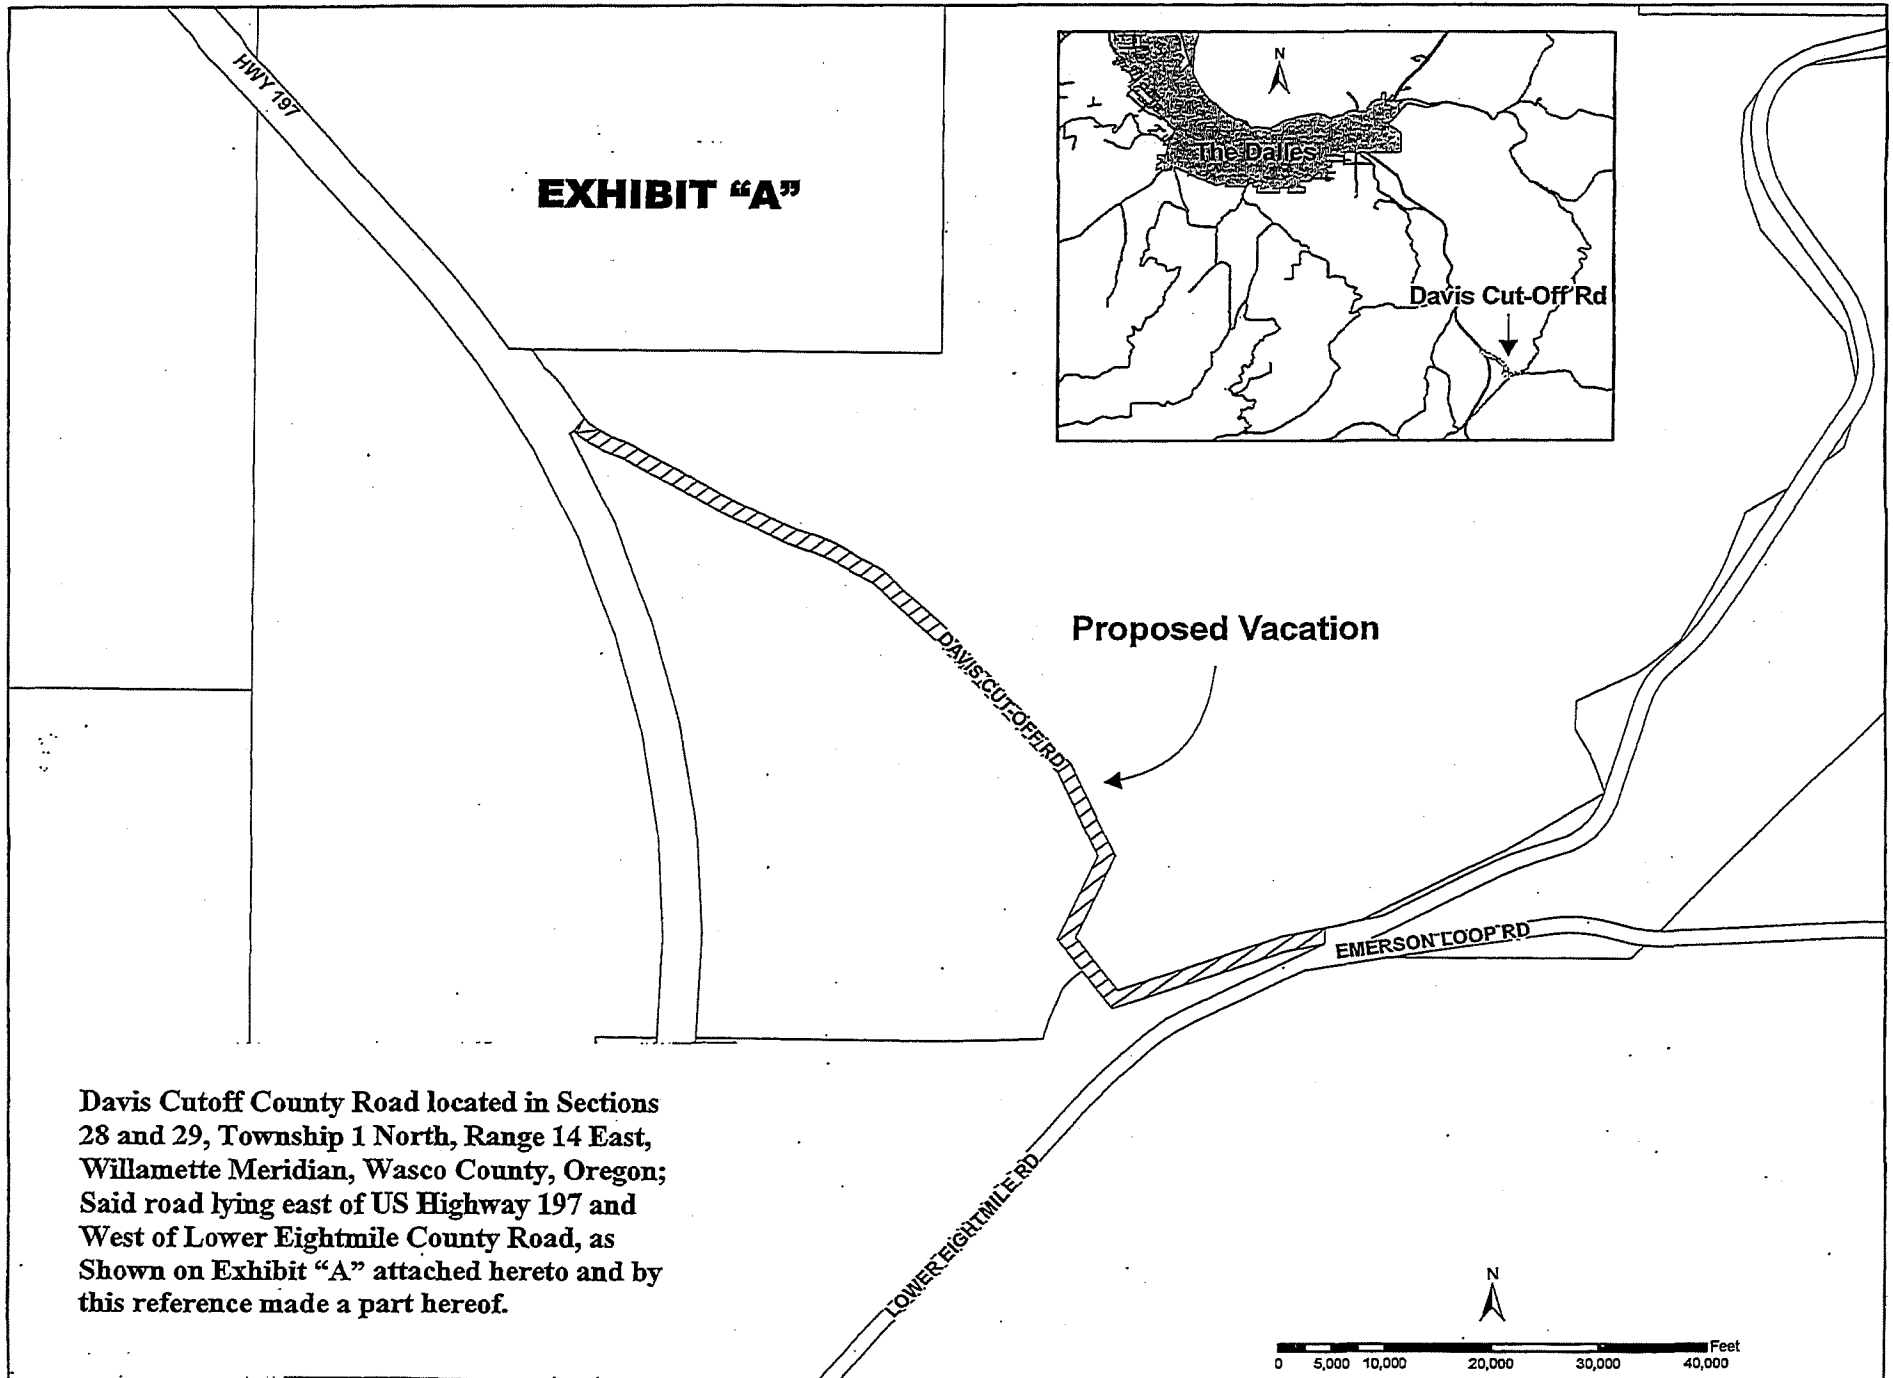 HWY 197
EXHIBIT “A”
N
The Dalles
Davis Cut-Off Rd
Proposed Vacation
DAVIS CUT-OFF RD
EMERSON LOOP RD
LOWER EIGHTMILE RD
Davis Cutoff County Road located in Sections
28 and 29, Township 1 North, Range 14 East,
Willamette Meridian, Wasco County, Oregon;
Said road lying east of US Highway 197 and
West of Lower Eightmile County Road, as
Shown on Exhibit “A” attached hereto and by
this reference made a part hereof.
N
Feet
0 5,000 10,000 20,000 30,000 40,000